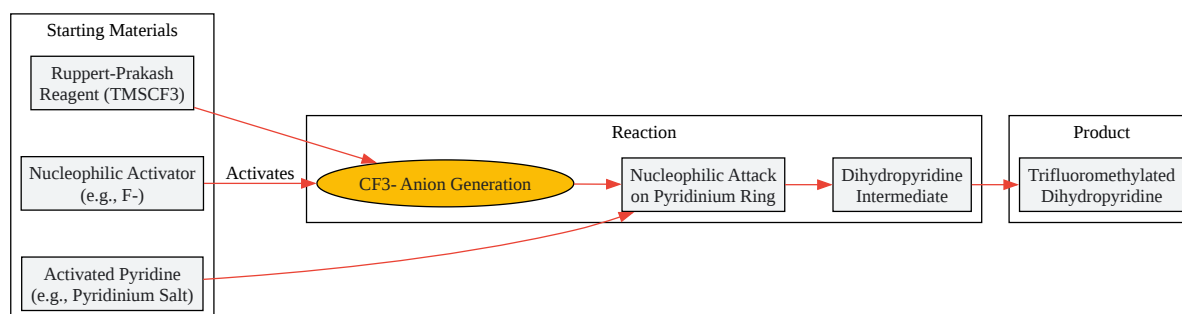 Starting Materials
Ruppert-Prakash
Reagent (TMSCF3)
Nucleophilic Activator
(e.g., F-)
Activated Pyridine
(e.g., Pyridinium Salt)
Activates
Reaction
CF3- Anion Generation
Nucleophilic Attack
on Pyridinium Ring
Dihydropyridine
Intermediate
Product
Trifluoromethylated
Dihydropyridine